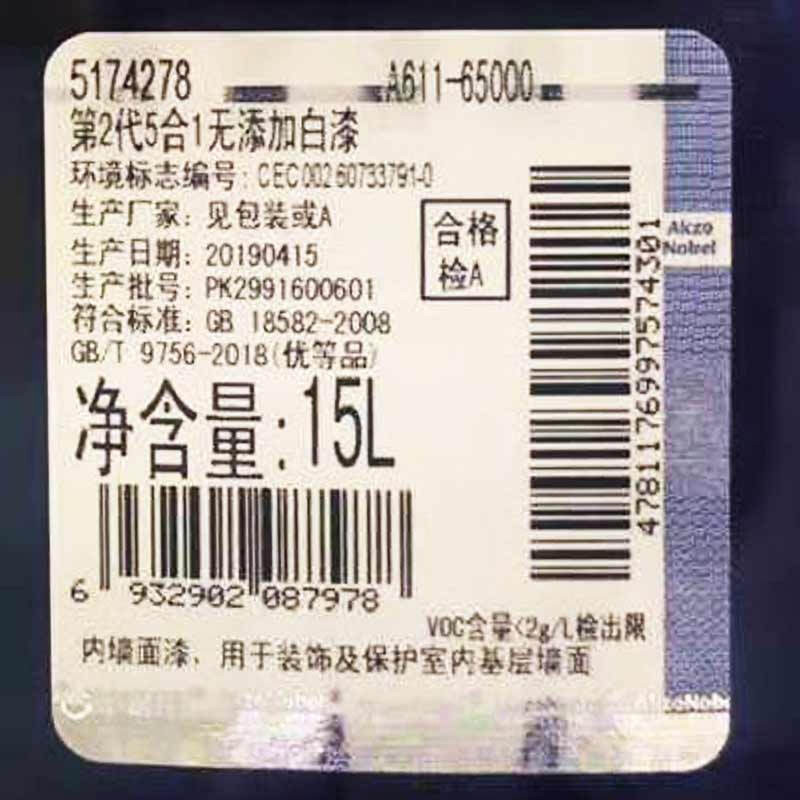 5174278 A611-65000
第2代5合1无添加白漆
环境标志编号: CEC00260733791-0
生产厂家: 见包装或A
合格
检A
生产日期: 20190415
生产批号: PK2991600601
符合标准: GB 18582-2008
GB/T 9756-2018(优等品)
净含量: 15L
6 932902 087978
VOC含量<2g/L检出限
内墙面漆, 用于装饰及保护室内基层墙面
4781176997574301
Akzo
Nobel
AkzoNobel